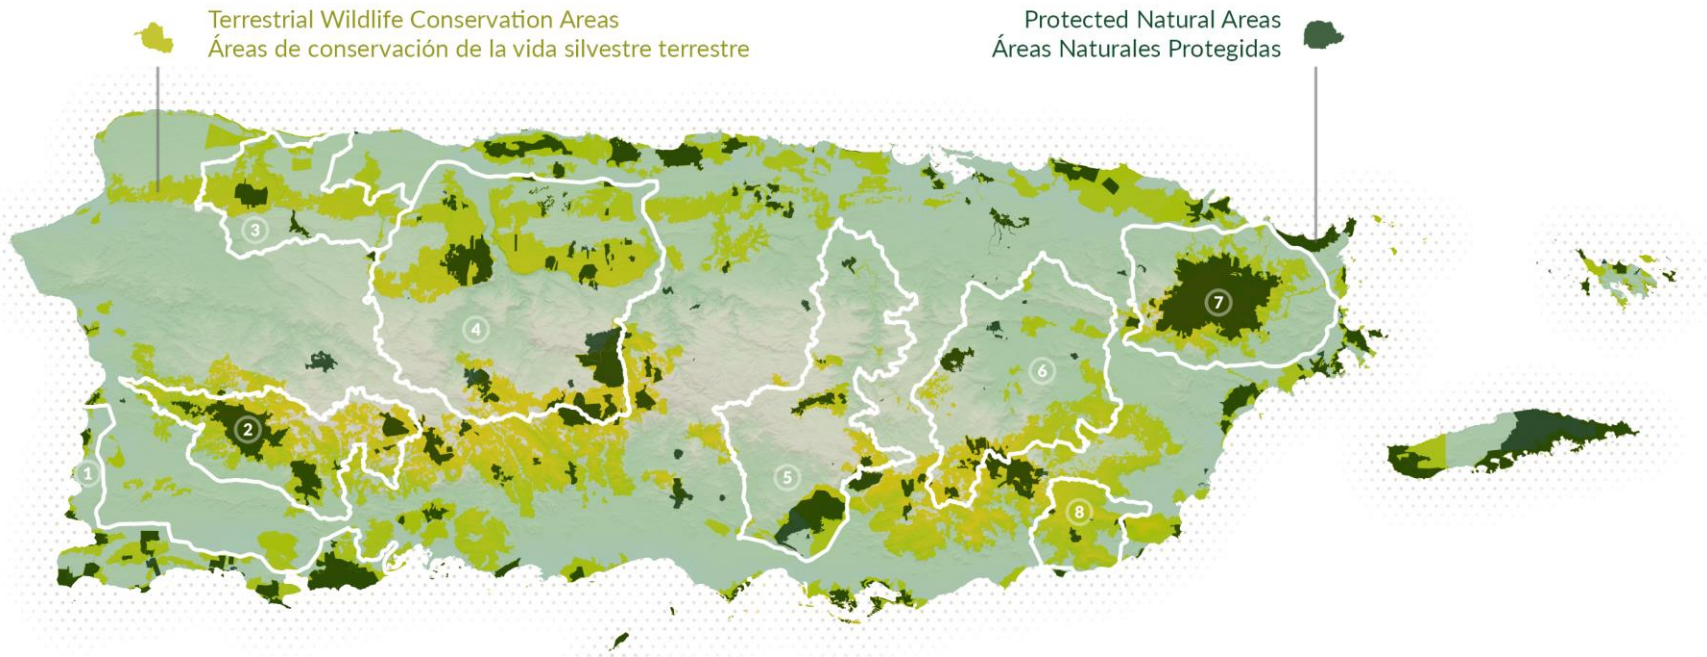 Terrestrial Wildlife Conservation Areas
Áreas de conservación de la vida silvestre terrestre
Protected Natural Areas
Áreas Naturales Protegidas
3
7
4
6
2
1
5
8